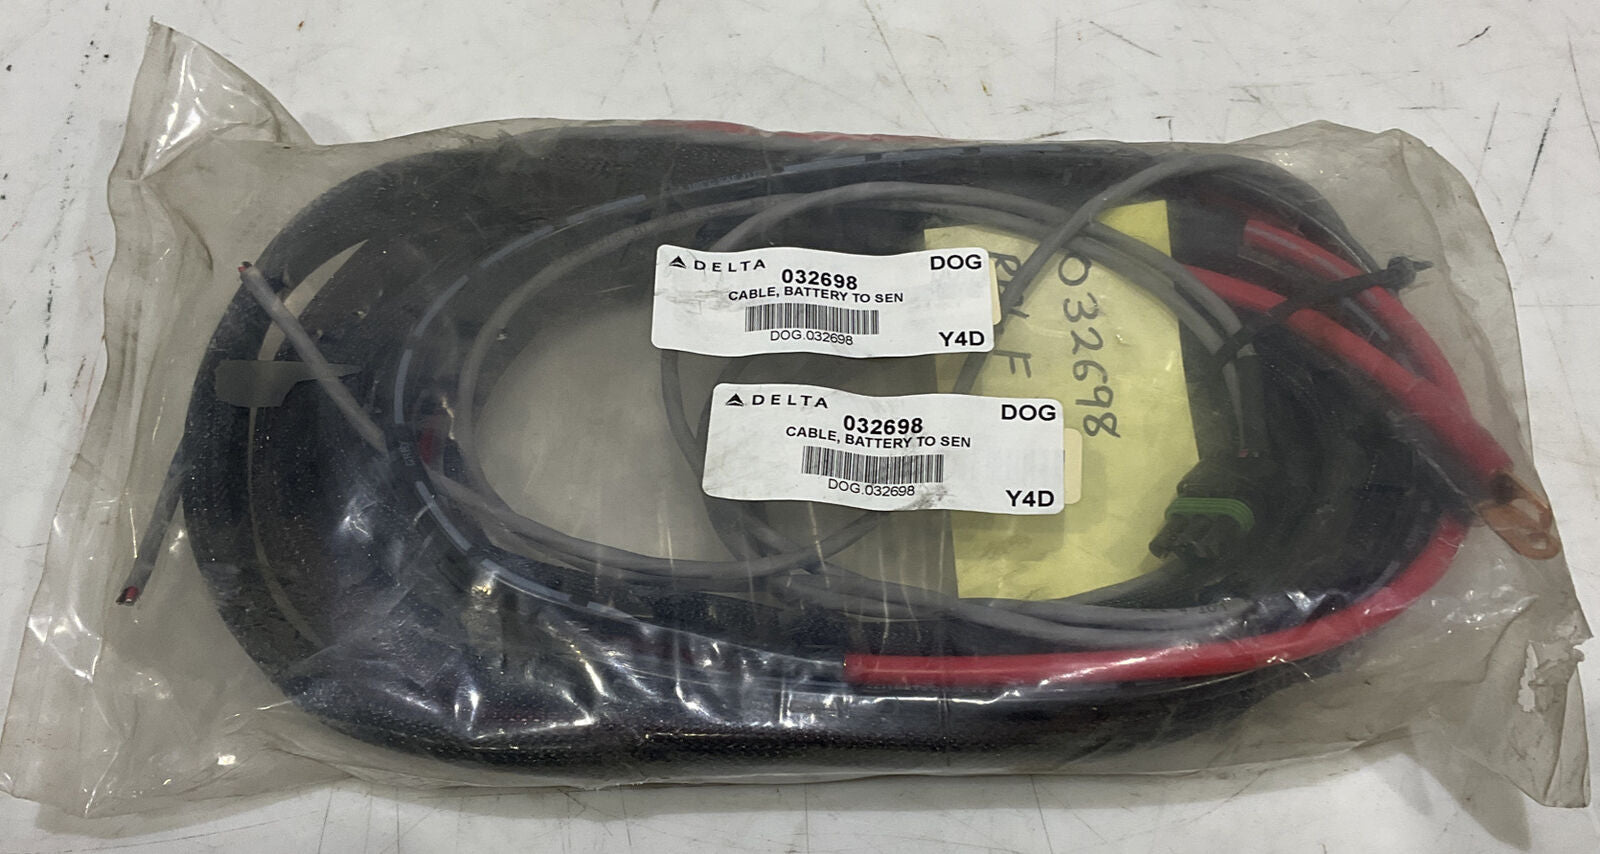 DELTA
032698
DOG
CABLE, BATTERY TO SEN
DOG.032698
Y4D
DELTA
032698
DOG
CABLE, BATTERY TO SEN
DOG.032698
Y4D
032698